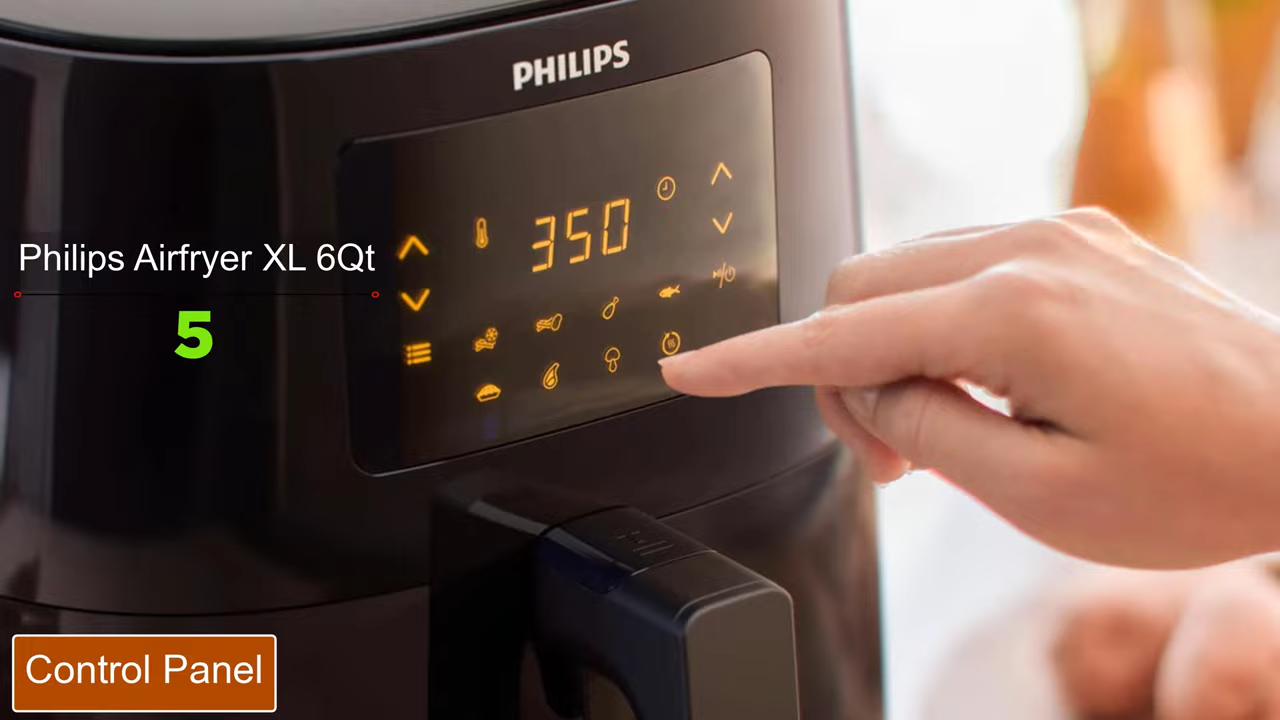 PHILIPS
350
Philips Airfryer XL 6Qt
5
Control Panel